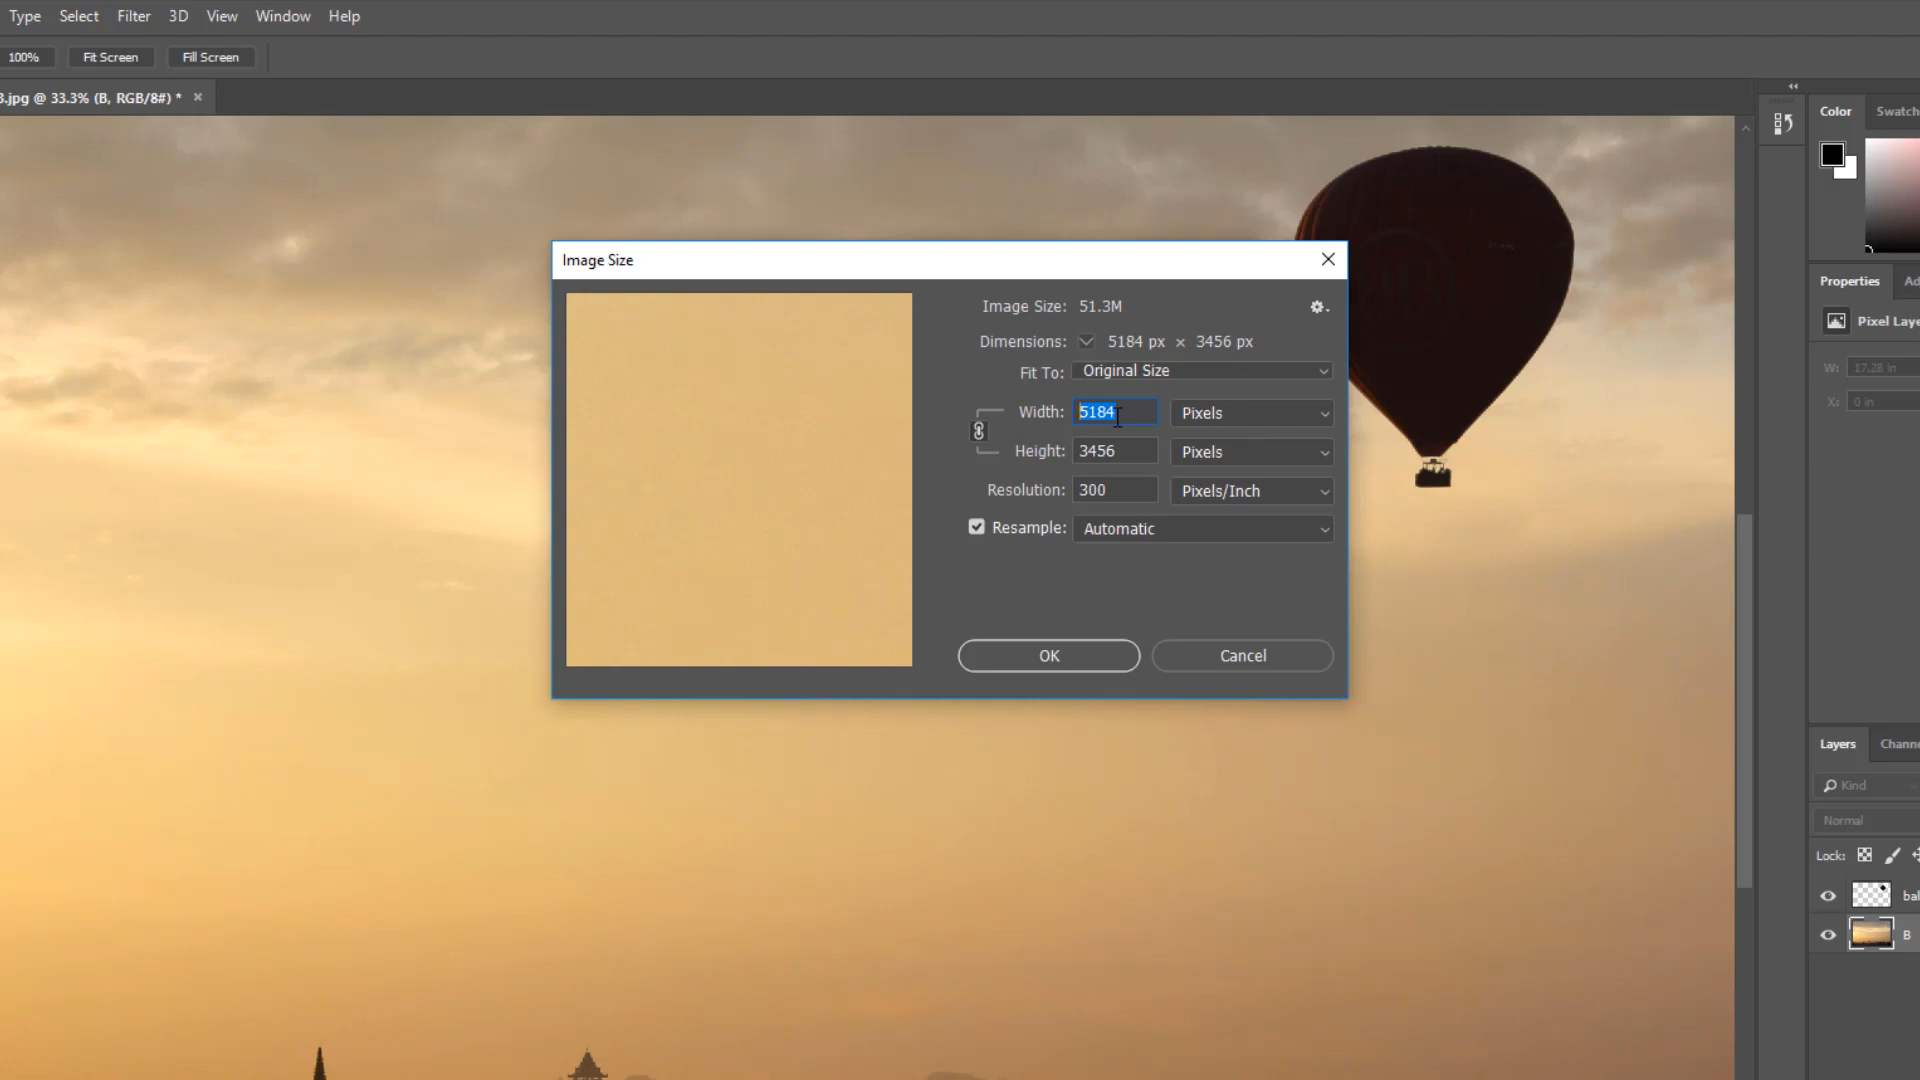 Type Select Filter 3D View Window Help
100% Fit Screen Fill Screen
3.jpg @ 33.3% (B, RGB/8#) * ×
Color Swatch
Image Size
Image Size: 51.3M
Dimensions: 5184 px × 3456 px
Fit To: Original Size
Width: 5184 Pixels
Height: 3456 Pixels
Resolution: 300 Pixels/Inch
Resample: Automatic
OK Cancel
Properties Ad
Pixel Laye
W: 17.28 in
X: 0 in
Layers Channe
Kind
Normal
Lock:
bal
B